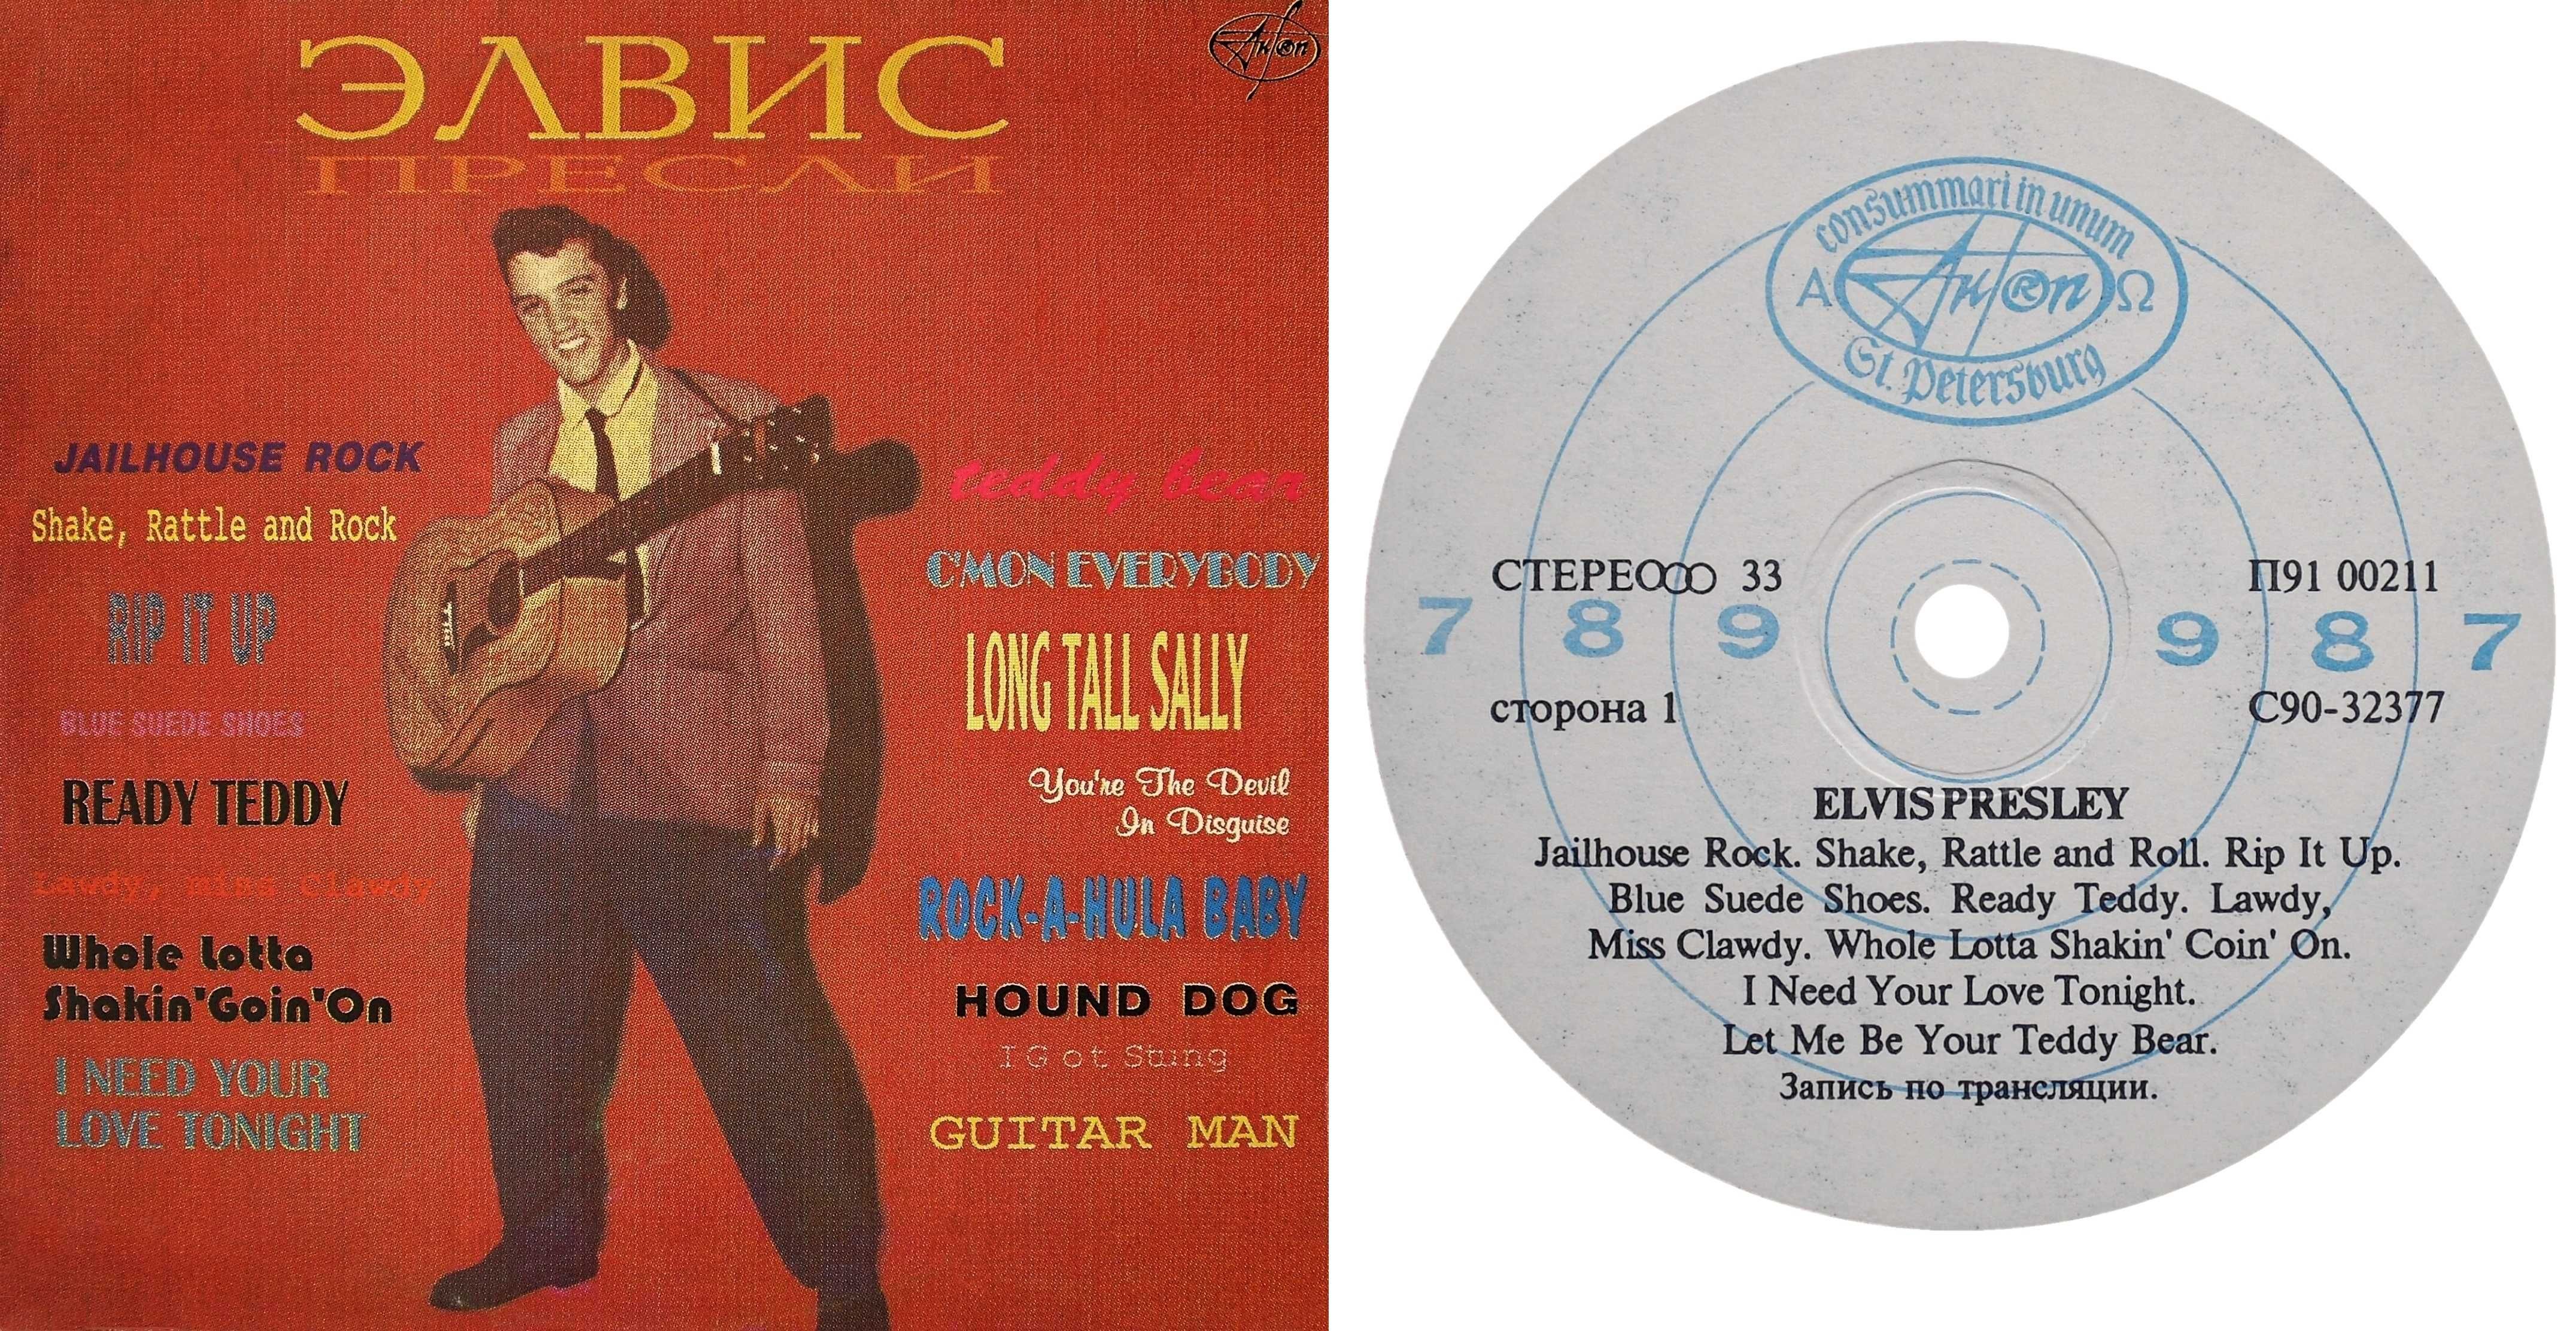 ЭЛВИС
ПРЕСЛИ
Антроп
JAILHOUSE ROCK
Shake, Rattle and Rock
RIP IT UP
BLUE SUEDE SHOES
READY TEDDY
Lawdy, miss Clawdy
Whole Lotta
Shakin'Goin'On
I NEED YOUR
LOVE TONIGHT
teddy bear
C'MON EVERYBODY
LONG TALL SALLY
You're The Devil
In Disguise
ROCK-A-HULA BABY
HOUND DOG
I Got Stung
GUITAR MAN
consummari in unum
Α Антроп Ω
St. Petersburg
СТЕРЕО 33
П91 00211
7 8 9 9 8 7
сторона 1
С90-32377
ELVIS PRESLEY
Jailhouse Rock. Shake, Rattle and Roll. Rip It Up.
Blue Suede Shoes. Ready Teddy. Lawdy,
Miss Clawdy. Whole Lotta Shakin' Coin' On.
I Need Your Love Tonight.
Let Me Be Your Teddy Bear.
Запись по трансляции.